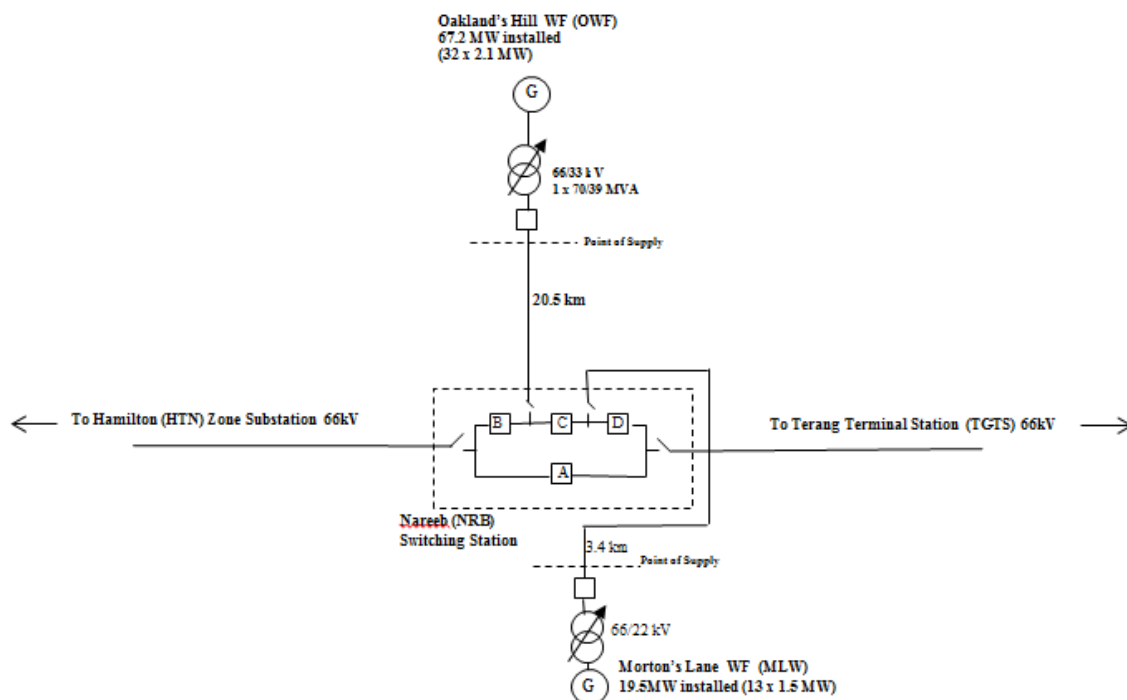 Oakland's Hill WF (OWF)
67.2 MW installed
(32 x 2.1 MW)
G
66/33 k V
1 x 70/39 MVA
Point of Supply
20.5 km
To Hamilton (HTN) Zone Substation 66kV
B
C
D
To Terang Terminal Station (TGTS) 66kV
A
Nareeb (NRB)
Switching Station
3.4 km
Point of Supply
66/22 kV
Morton's Lane WF (MLW)
G
19.5MW installed (13 x 1.5 MW)